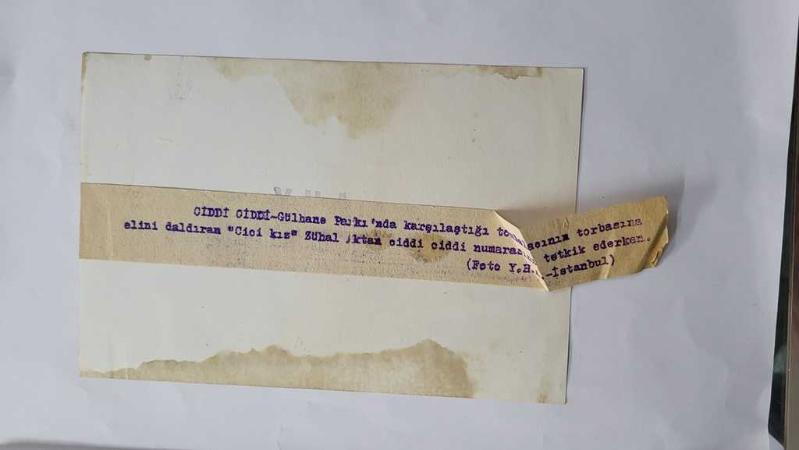 CİDDİ CİDDİ-Gülhane Parkı'nda karşılaştığı torbasına
elini daldıran "Cici kız" Zühal ciddi ciddi tetkik ederken.
(Foto Y.H. -İstanbul)